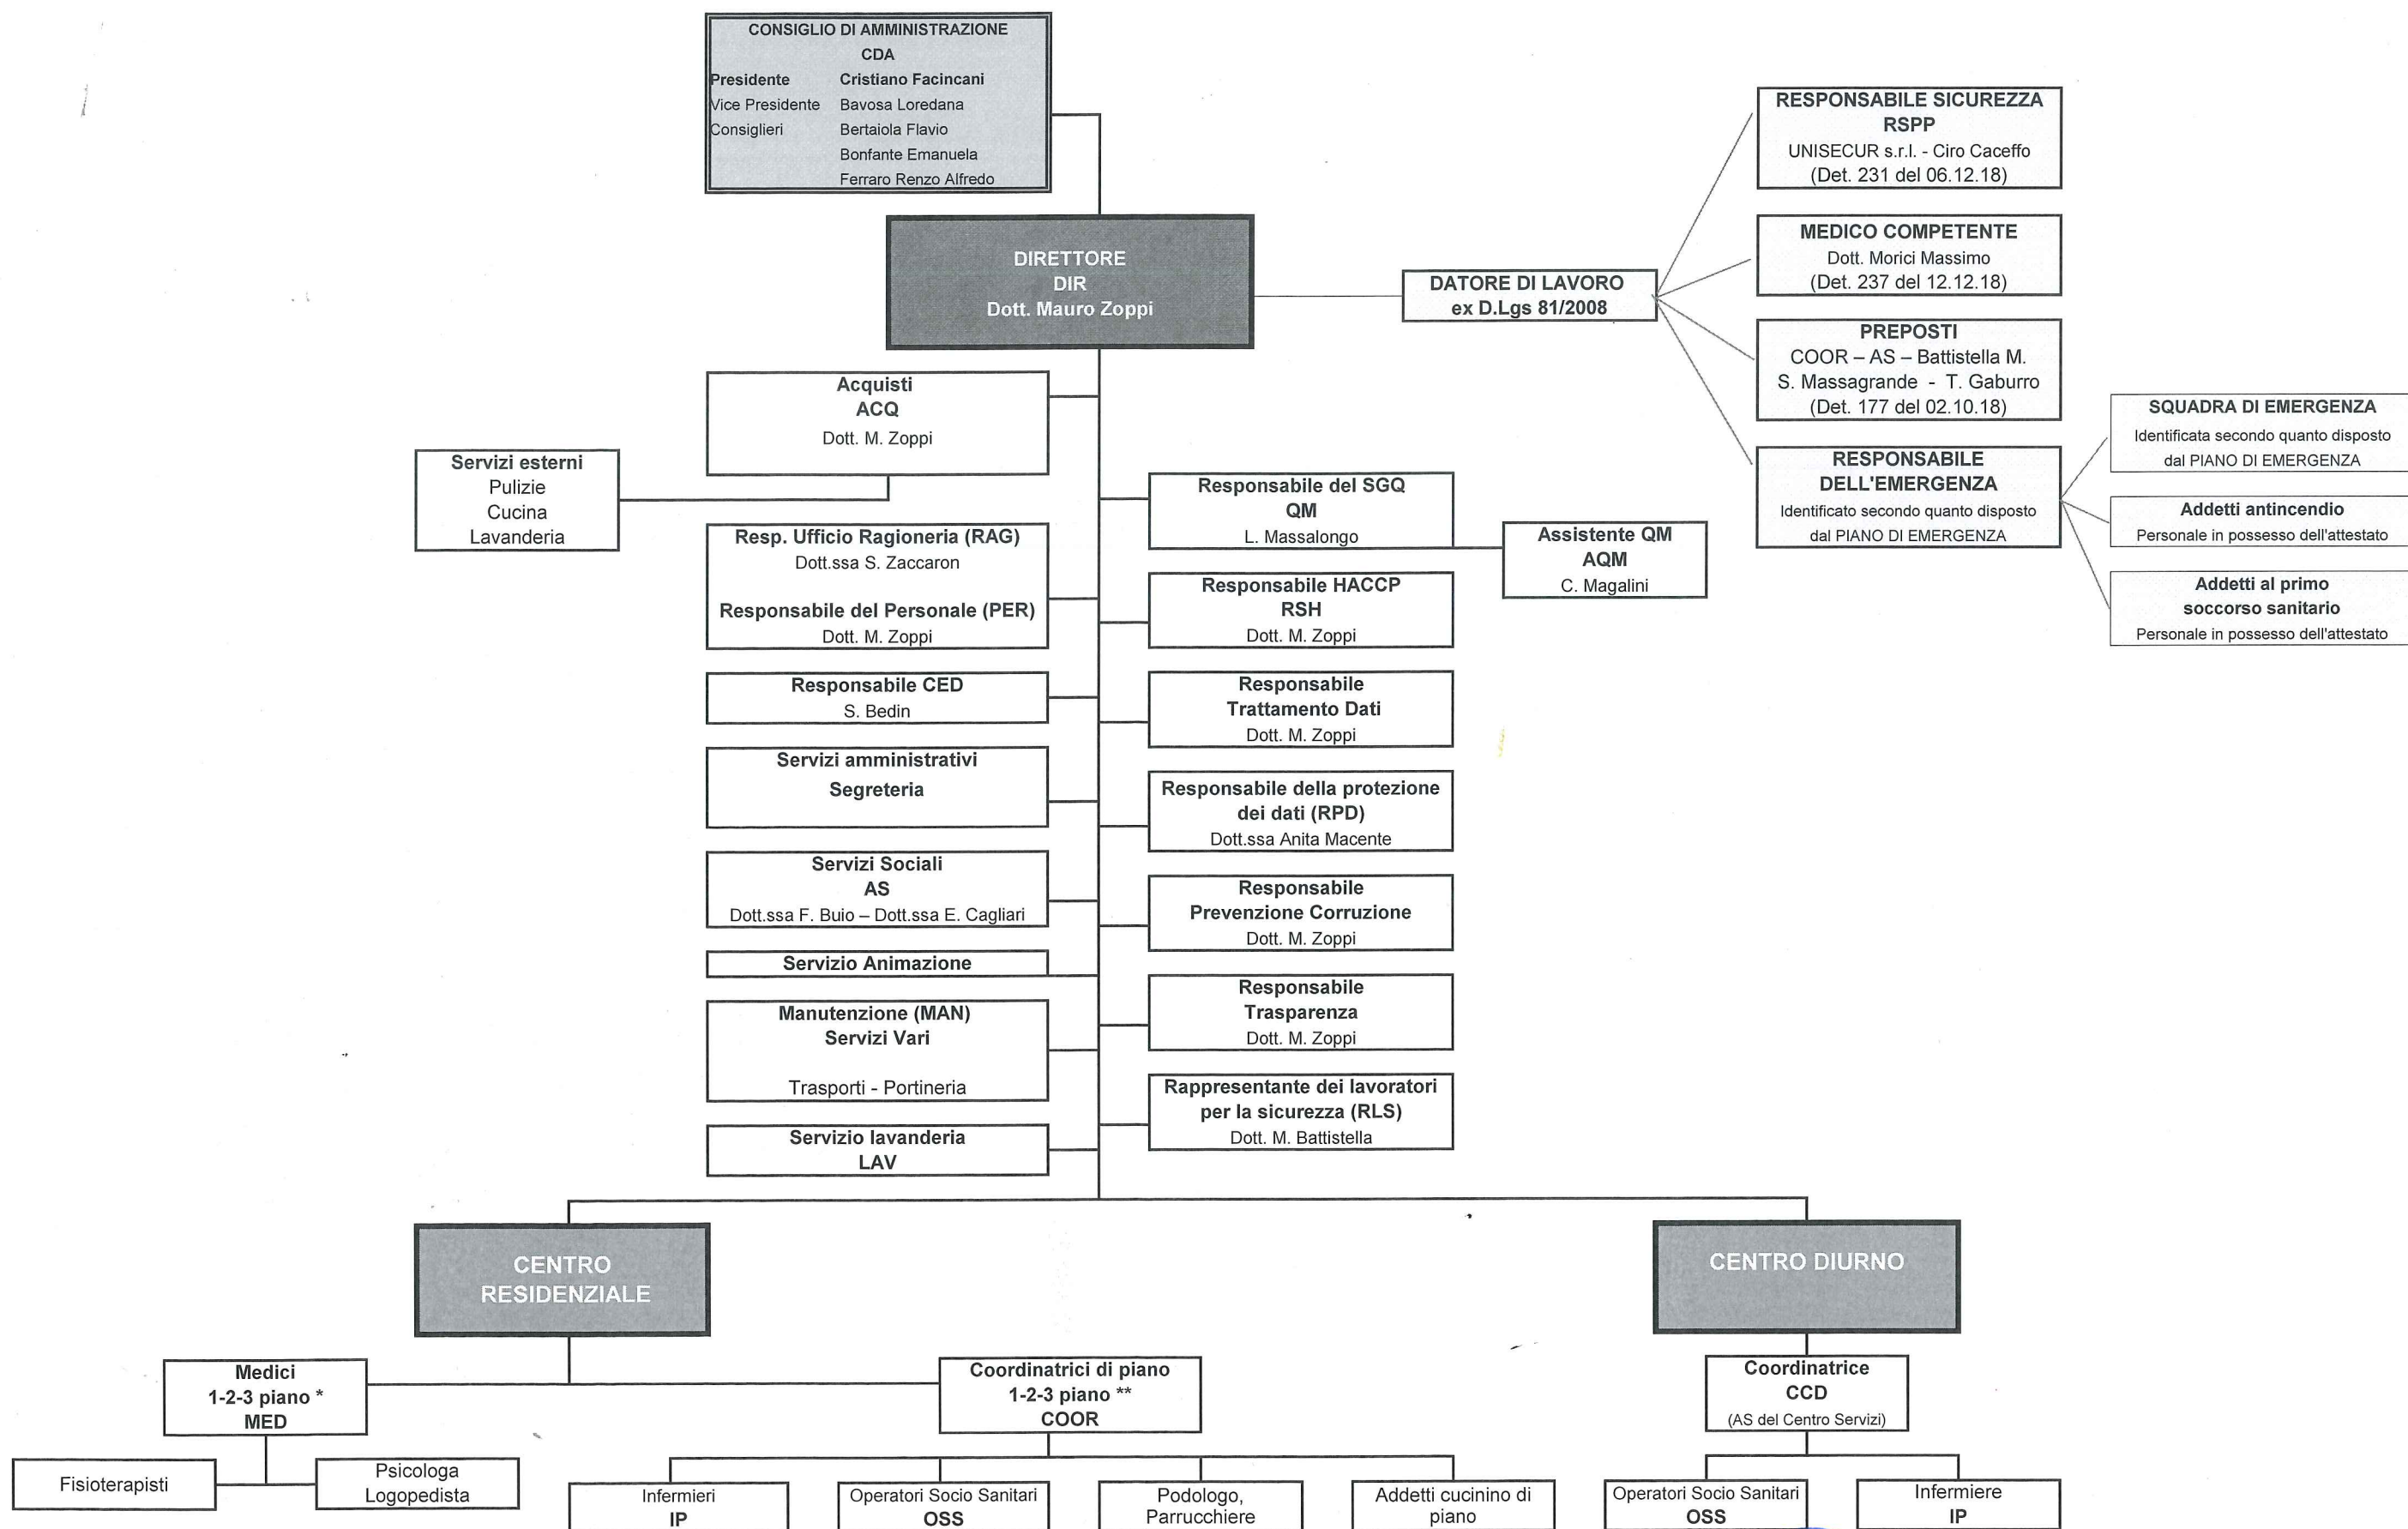 CONSIGLIO DI AMMINISTRAZIONE
CDA
Presidente Cristiano Facincani
Vice Presidente Bavosa Loredana
Consiglieri Bertaiola Flavio
Bonfante Emanuela
Ferraro Renzo Alfredo
DIRETTORE
DIR
Dott. Mauro Zoppi
DATORE DI LAVORO
ex D.Lgs 81/2008
RESPONSABILE SICUREZZA
RSPP
UNISECUR s.r.l. - Ciro Caceffo
(Det. 231 del 06.12.18)
MEDICO COMPETENTE
Dott. Morici Massimo
(Det. 237 del 12.12.18)
PREPOSTI
COOR – AS – Battistella M.
S. Massagrande - T. Gaburro
(Det. 177 del 02.10.18)
RESPONSABILE
DELL'EMERGENZA
Identificato secondo quanto disposto
dal PIANO DI EMERGENZA
SQUADRA DI EMERGENZA
Identificata secondo quanto disposto
dal PIANO DI EMERGENZA
Addetti antincendio
Personale in possesso dell'attestato
Addetti al primo
soccorso sanitario
Personale in possesso dell'attestato
Acquisti
ACQ
Dott. M. Zoppi
Servizi esterni
Pulizie
Cucina
Lavanderia
Resp. Ufficio Ragioneria (RAG)
Dott.ssa S. Zaccaron
Responsabile del Personale (PER)
Dott. M. Zoppi
Responsabile CED
S. Bedin
Servizi amministrativi
Segreteria
Servizi Sociali
AS
Dott.ssa F. Buio – Dott.ssa E. Cagliari
Servizio Animazione
Manutenzione (MAN)
Servizi Vari
Trasporti - Portineria
Servizio lavanderia
LAV
Responsabile del SGQ
QM
L. Massalongo
Assistente QM
AQM
C. Magalini
Responsabile HACCP
RSH
Dott. M. Zoppi
Responsabile
Trattamento Dati
Dott. M. Zoppi
Responsabile della protezione
dei dati (RPD)
Dott.ssa Anita Macente
Responsabile
Prevenzione Corruzione
Dott. M. Zoppi
Responsabile
Trasparenza
Dott. M. Zoppi
Rappresentante dei lavoratori
per la sicurezza (RLS)
Dott. M. Battistella
CENTRO
RESIDENZIALE
CENTRO DIURNO
Medici
1-2-3 piano *
MED
Coordinatrici di piano
1-2-3 piano **
COOR
Coordinatrice
CCD
(AS del Centro Servizi)
Fisioterapisti
Psicologa
Logopedista
Infermieri
IP
Operatori Socio Sanitari
OSS
Podologo,
Parrucchiere
Addetti cucinino di
piano
Operatori Socio Sanitari
OSS
Infermiere
IP